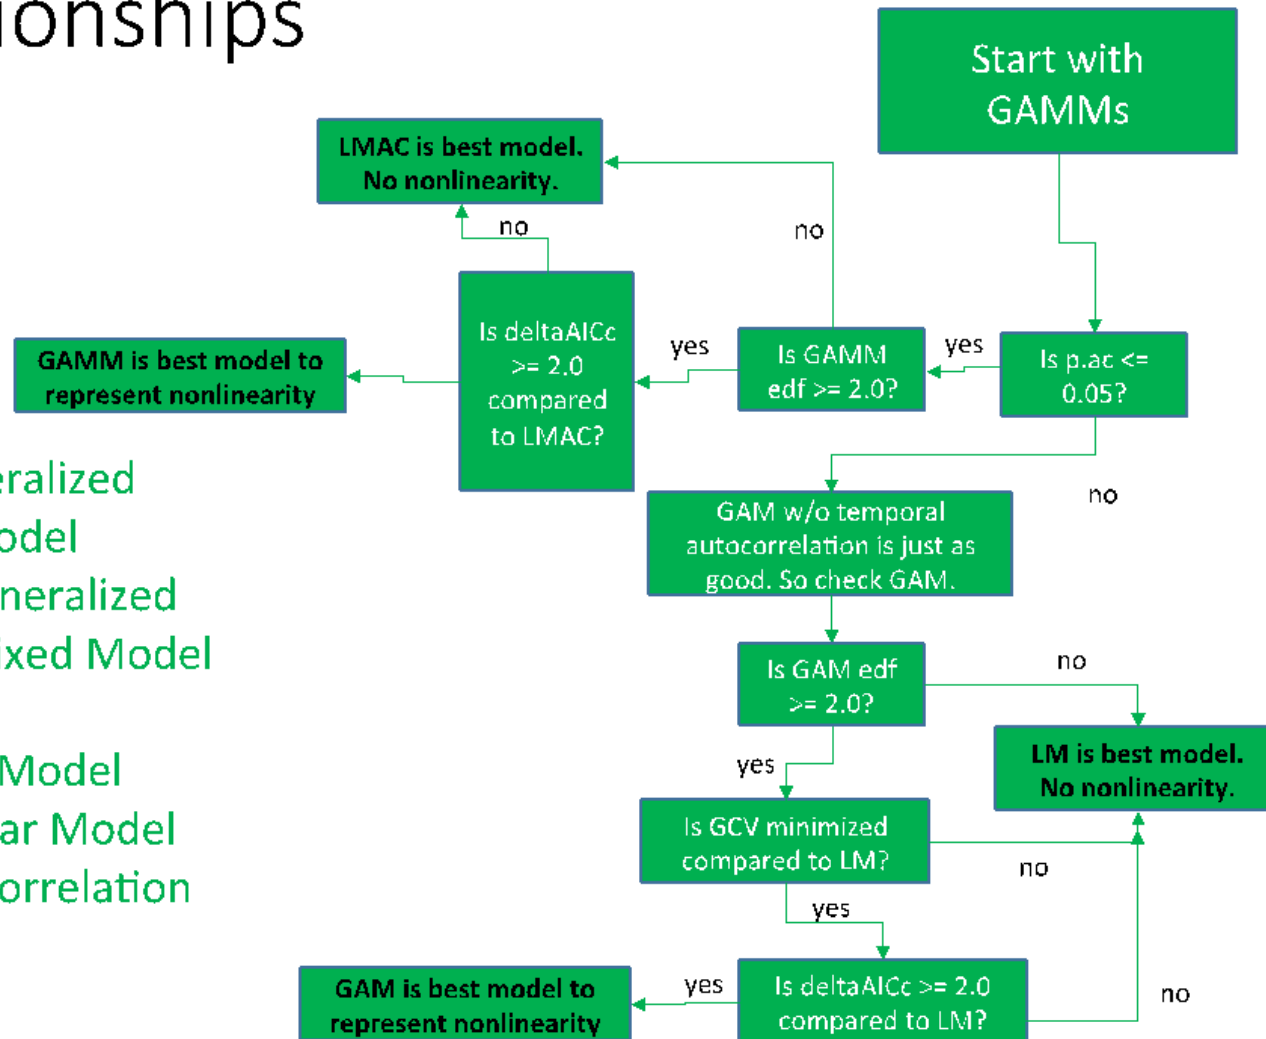 ionships
Start with
GAMMs
LMAC is best model.
No nonlinearity.
no
no
Is deltaAICc
>= 2.0
compared
to LMAC?
yes
Is GAMM
edf >= 2.0?
yes
Is p.ac <=
0.05?
GAMM is best model to
represent nonlinearity
no
GAM w/o temporal
autocorrelation is just as
good. So check GAM.
eralized
odel
neralized
ixed Model
Model
ar Model
orrelation
Is GAM edf
>= 2.0?
no
yes
LM is best model.
No nonlinearity.
Is GCV minimized
compared to LM?
no
yes
Is deltaAICc >= 2.0
compared to LM?
yes
no
GAM is best model to
represent nonlinearity